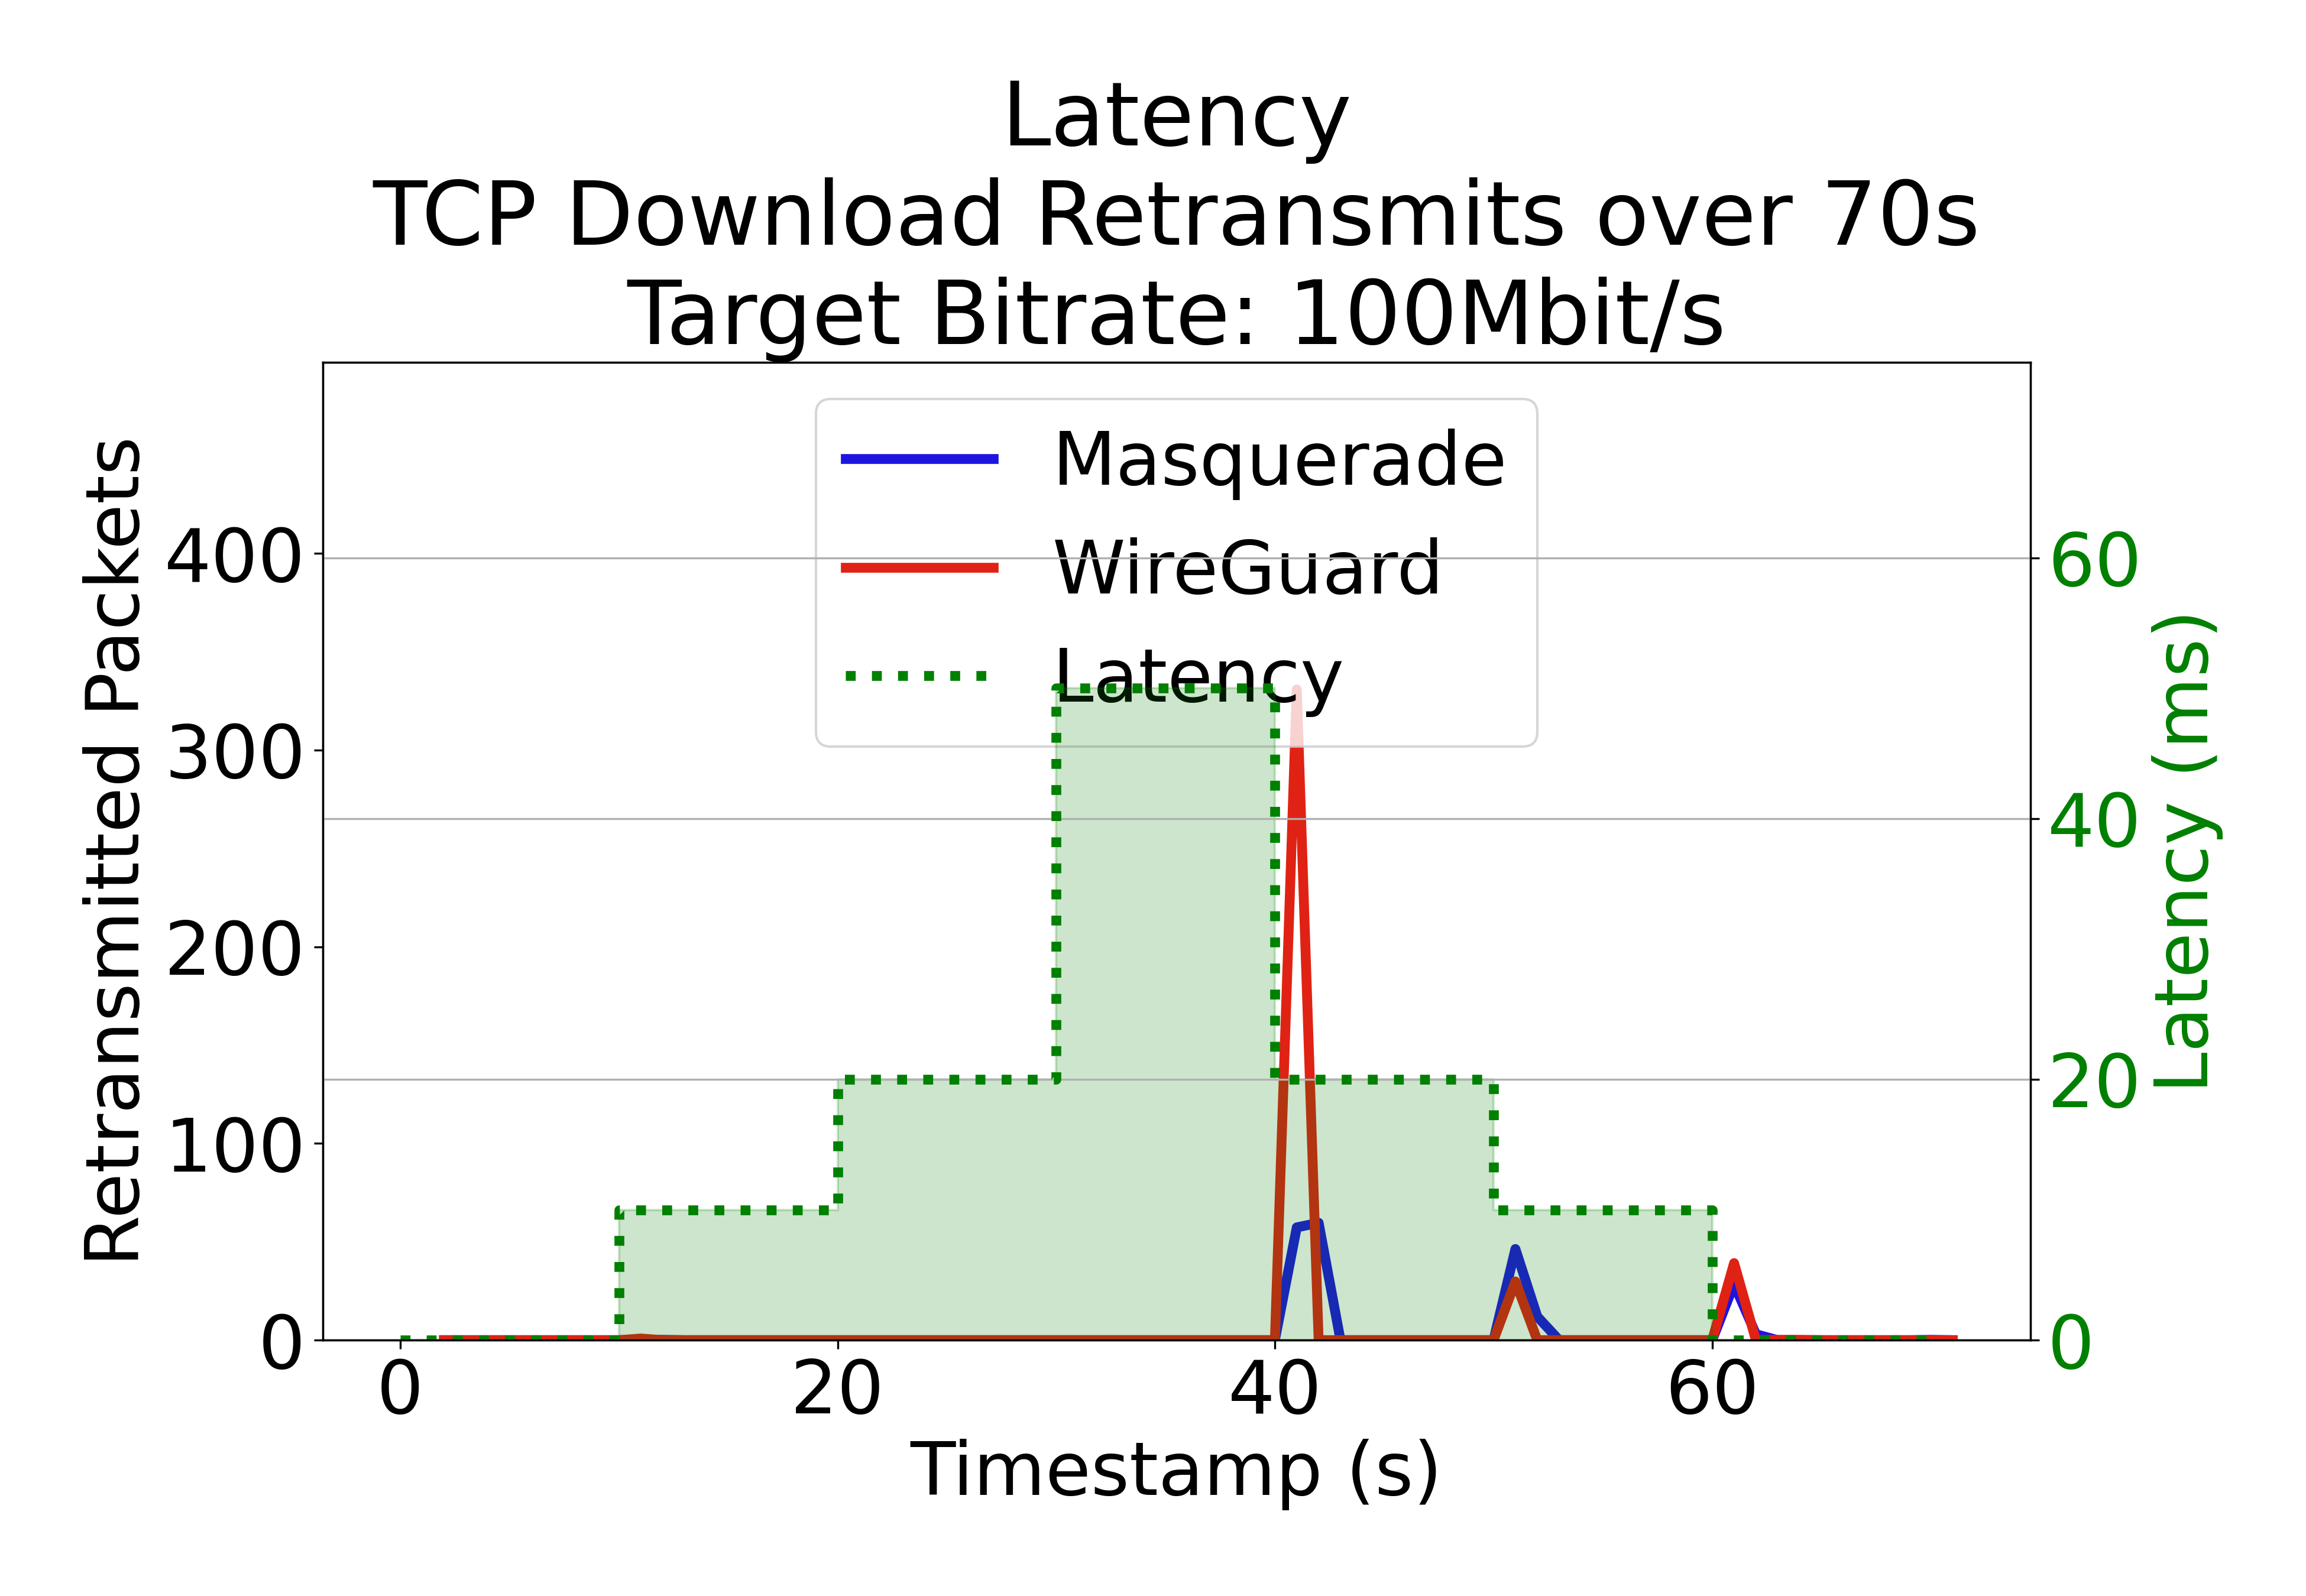 Latency
TCP Download Retransmits over 70s
Target Bitrate: 100Mbit/s
Masquerade
WireGuard
Latency
Retransmitted Packets
400
300
200
100
0
60
40
20
0
Latency (ms)
0 20 40 60
Timestamp (s)